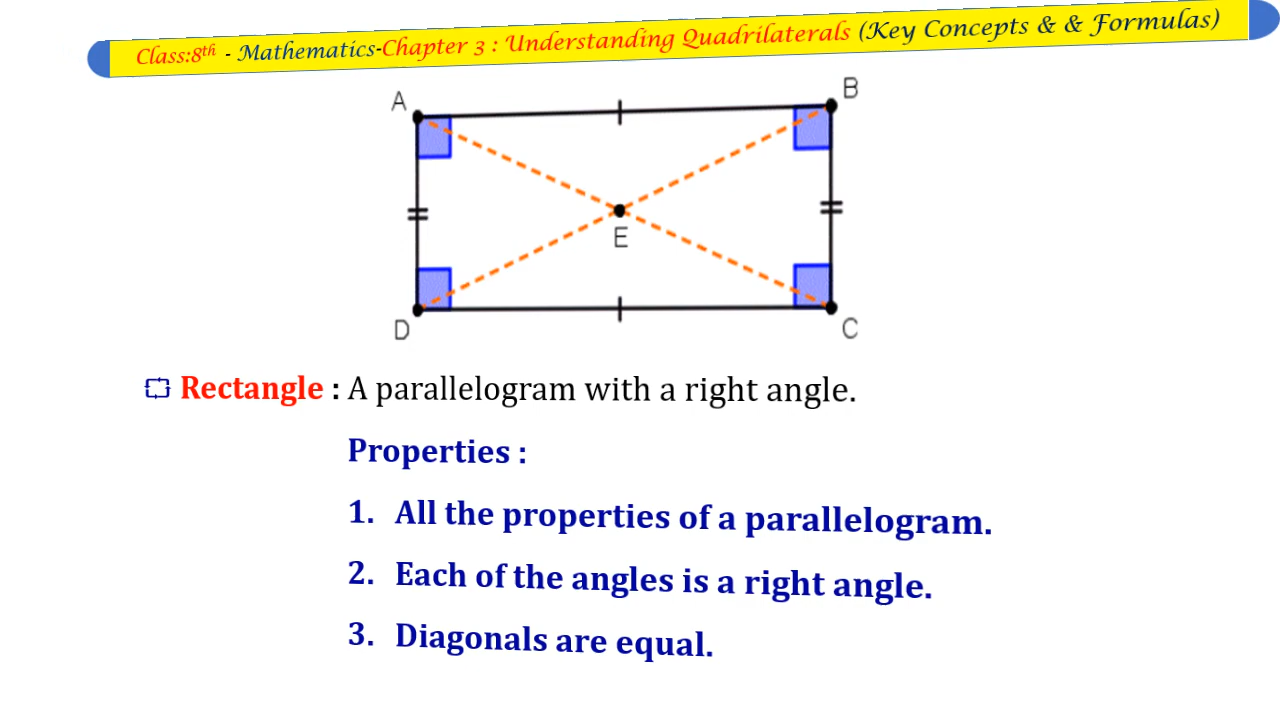 Class:8th - Mathematics-Chapter 3 : Understanding Quadrilaterals (Key Concepts & & Formulas)
A B
E
D C
Rectangle : A parallelogram with a right angle.
Properties :
1. All the properties of a parallelogram.
2. Each of the angles is a right angle.
3. Diagonals are equal.